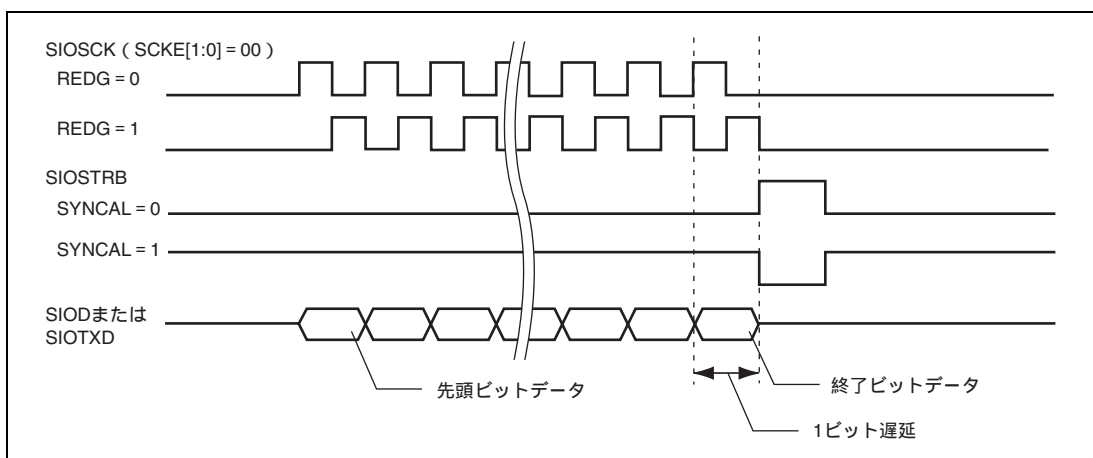 SIOSCK（SCKE[1:0] = 00）
REDG = 0
REDG = 1
SIOSTRB
SYNCAL = 0
SYNCAL = 1
SIODまたは
SIOTXD
先頭ビットデータ
終了ビットデータ
1ビット遅延